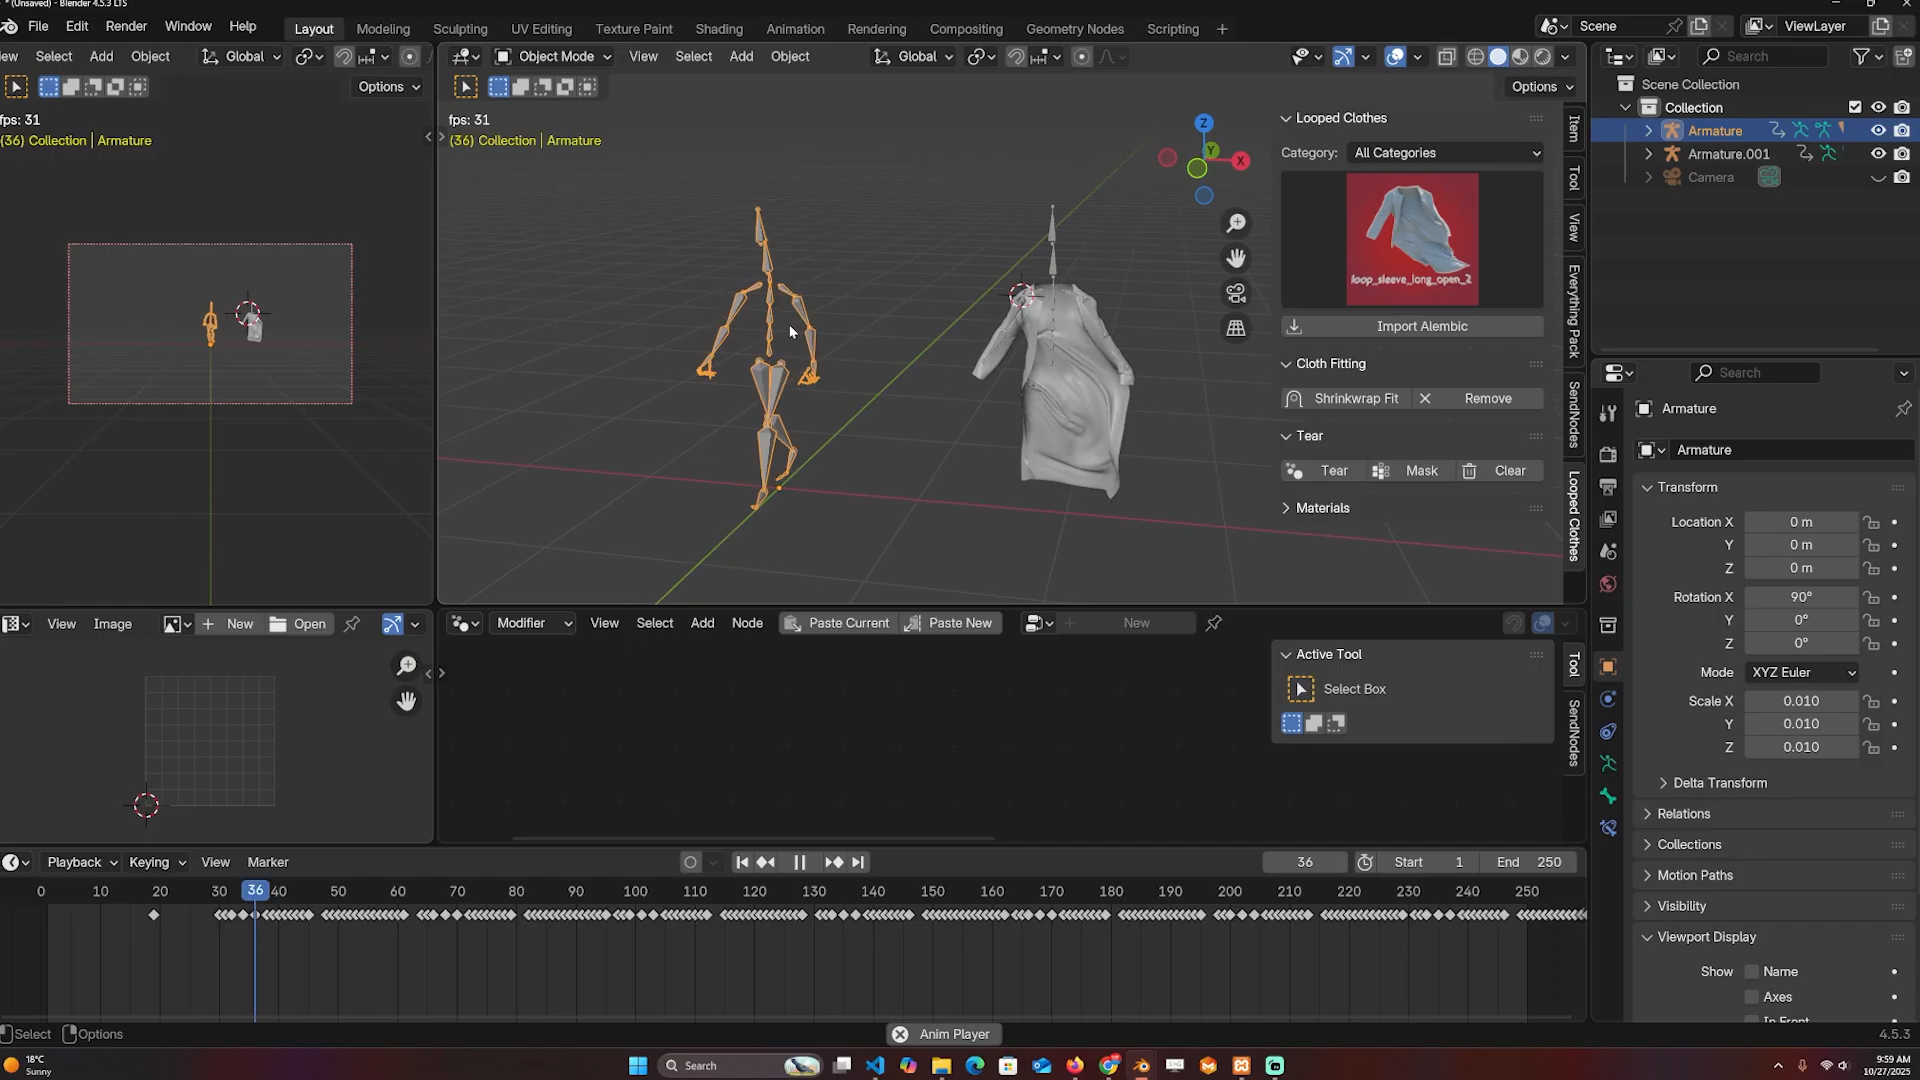 * (Unsaved) - Blender 4.5.3 LTS
File Edit Render Window Help Layout Modeling Sculpting UV Editing Texture Paint Shading Animation Rendering Compositing Geometry Nodes Scripting Scene ViewLayer
iew Select Add Object Global
Options
fps: 31
(36) Collection | Armature
Object Mode View Select Add Object Global
Options
fps: 31
(36) Collection | Armature
Z
Y
X
Looped Clothes
Category: All Categories
loop_sleeve_long_open_2
Import Alembic
Cloth Fitting
Shrinkwrap Fit Remove
Tear
Tear Mask Clear
Materials
Item
Tool
View
Everything Pack
SendNodes
Looped Clothes
Search
Scene Collection
Collection
Armature
Armature.001
Camera
Search
Armature
Armature
Transform
Location X 0 m
Y 0 m
Z 0 m
Rotation X 90°
Y 0°
Z 0°
Mode XYZ Euler
Scale X 0.010
Y 0.010
Z 0.010
Delta Transform
Relations
Collections
Motion Paths
Visibility
Viewport Display
Show Name
Axes
In Front
View Image New Open
Modifier View Select Add Node Paste Current Paste New New
Active Tool
Select Box
Tool
SendNodes
Playback Keying View Marker 36 Start 1 End 250
0 10 20 30 36 40 50 60 70 80 90 100 110 120 130 140 150 160 170 180 190 200 210 220 230 240 250
Select Options Anim Player 4.5.3
18°C
Sunny
Search
9:59 AM
10/27/2025